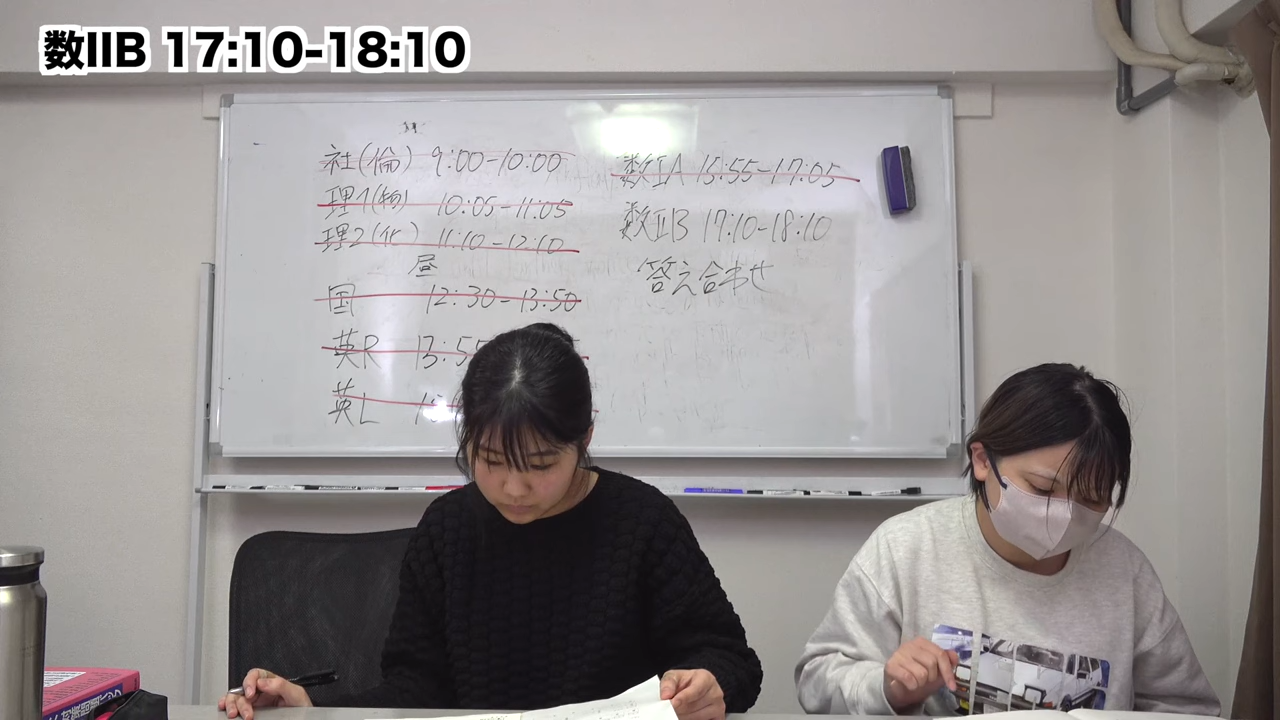 数IIB 17:10-18:10
社(倫) 9:00-10:00
理1(物) 10:05-11:05
理2(化) 11:10-12:10
昼
国 12:30-13:50
英R 13:55
英L
数IA 15:55-17:05
数IIB 17:10-18:10
答え合わせ